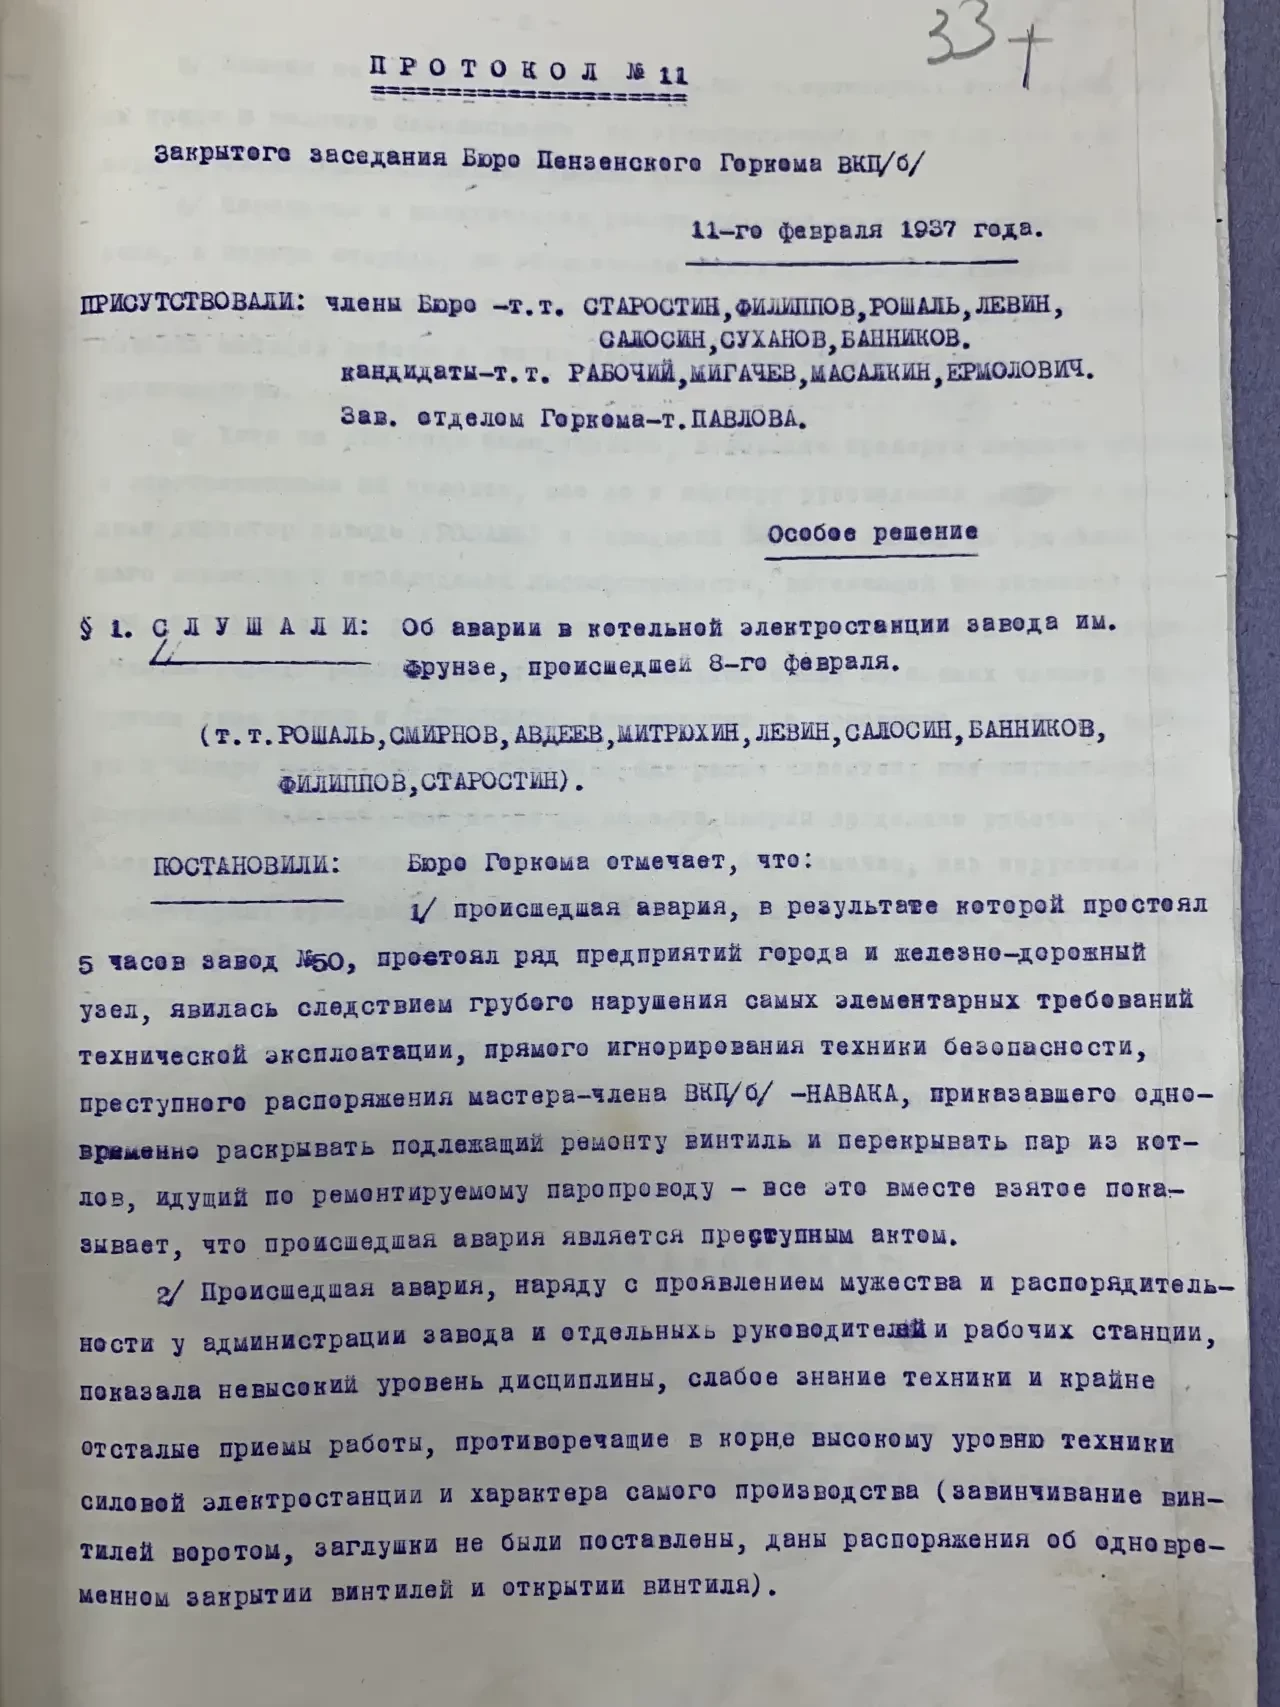 33+
П Р О Т О К О Л № 11
Закрытого заседания Бюро Пензенского Горкома ВКП/б/
11-го февраля 1937 года.
ПРИСУТСТВОВАЛИ: члены Бюро -т.т. СТАРОСТИН,ФИЛИППОВ,РОШАЛЬ,ЛЕВИН,
САЛОСИН,СУХАНОВ,БАННИКОВ.
кандидаты-т.т. РАБОЧИЙ,МИГАЧЕВ,МАСАЛКИН,ЕРМОЛОВИЧ.
Зав. отделом Горкома-т.ПАВЛОВА.
Особое решение
§ 1. С Л У Ш А Л И: Об аварии в котельной электростанции завода им.
Фрунзе, происшедшей 8-го февраля.
(т.т.РОШАЛЬ,СМИРНОВ,АВДЕЕВ,МИТРЮХИН,ЛЕВИН,САЛОСИН,БАННИКОВ,
ФИЛИППОВ,СТАРОСТИН).
ПОСТАНОВИЛИ: Бюро Горкома отмечает, что:
1/ происшедшая авария, в результате которой простоял
5 часов завод №50, простоял ряд предприятий города и железно-дорожный
узел, явилась следствием грубого нарушения самых элементарных требований
технической эксплоатации, прямого игнорирования техники безопасности,
преступного распоряжения мастера-члена ВКП/б/ -НАВАКА, приказавшего одно-
временно раскрывать подлежащий ремонту винтиль и перекрывать пар из кот-
лов, идущий по ремонтируемому паропроводу - все это вместе взятое пока-
зывает, что происшедшая авария является преступным актом.
2/ Происшедшая авария, наряду с проявлением мужества и распорядитель-
ности у администрации завода и отдельныхь руководителей и рабочих станции,
показала невысокий уровень дисциплины, слабое знание техники и крайне
отсталые приемы работы, противоречащие в корне высокому уровню техники
силовой электростанции и характера самого производства (завинчивание вин-
тилей воротом, заглушки не были поставлены, даны распоряжения об одновре-
менном закрытии винтилей и открытии винтиля).